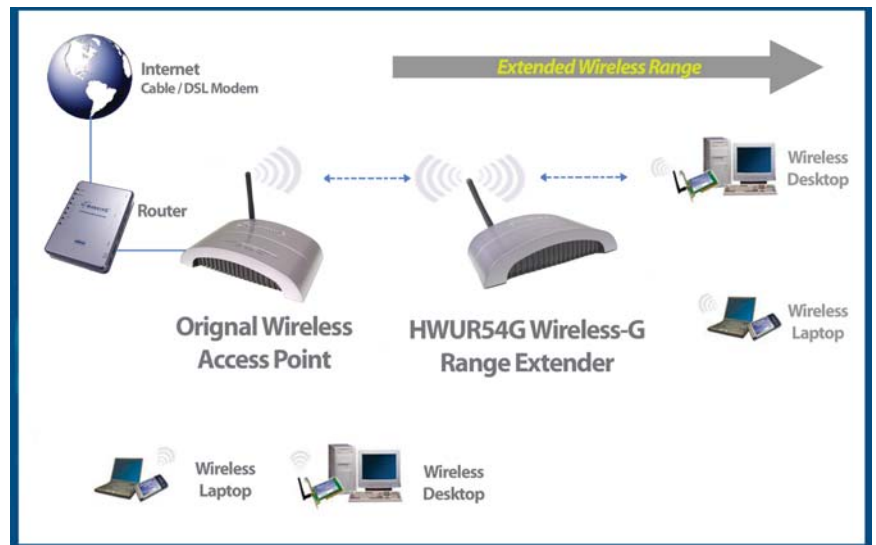 Internet
Cable / DSL Modem
Extended Wireless Range
Wireless
Desktop
Router
Orignal Wireless
Access Point
HWUR54G Wireless-G
Range Extender
Wireless
Laptop
Wireless
Laptop
Wireless
Desktop